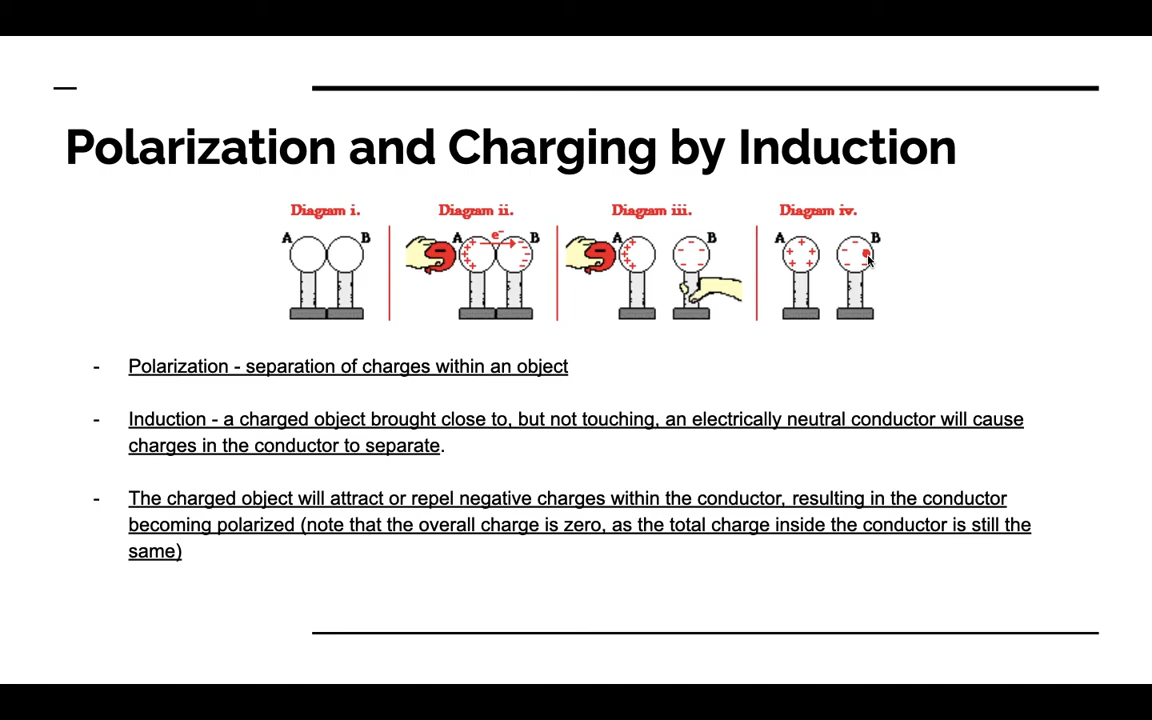 Polarization and Charging by Induction
Diagram i. Diagram ii. Diagram iii. Diagram iv.
A B A e⁻ B A B A B
- Polarization - separation of charges within an object
- Induction - a charged object brought close to, but not touching, an electrically neutral conductor will cause
charges in the conductor to separate.
- The charged object will attract or repel negative charges within the conductor, resulting in the conductor
becoming polarized (note that the overall charge is zero, as the total charge inside the conductor is still the
same)